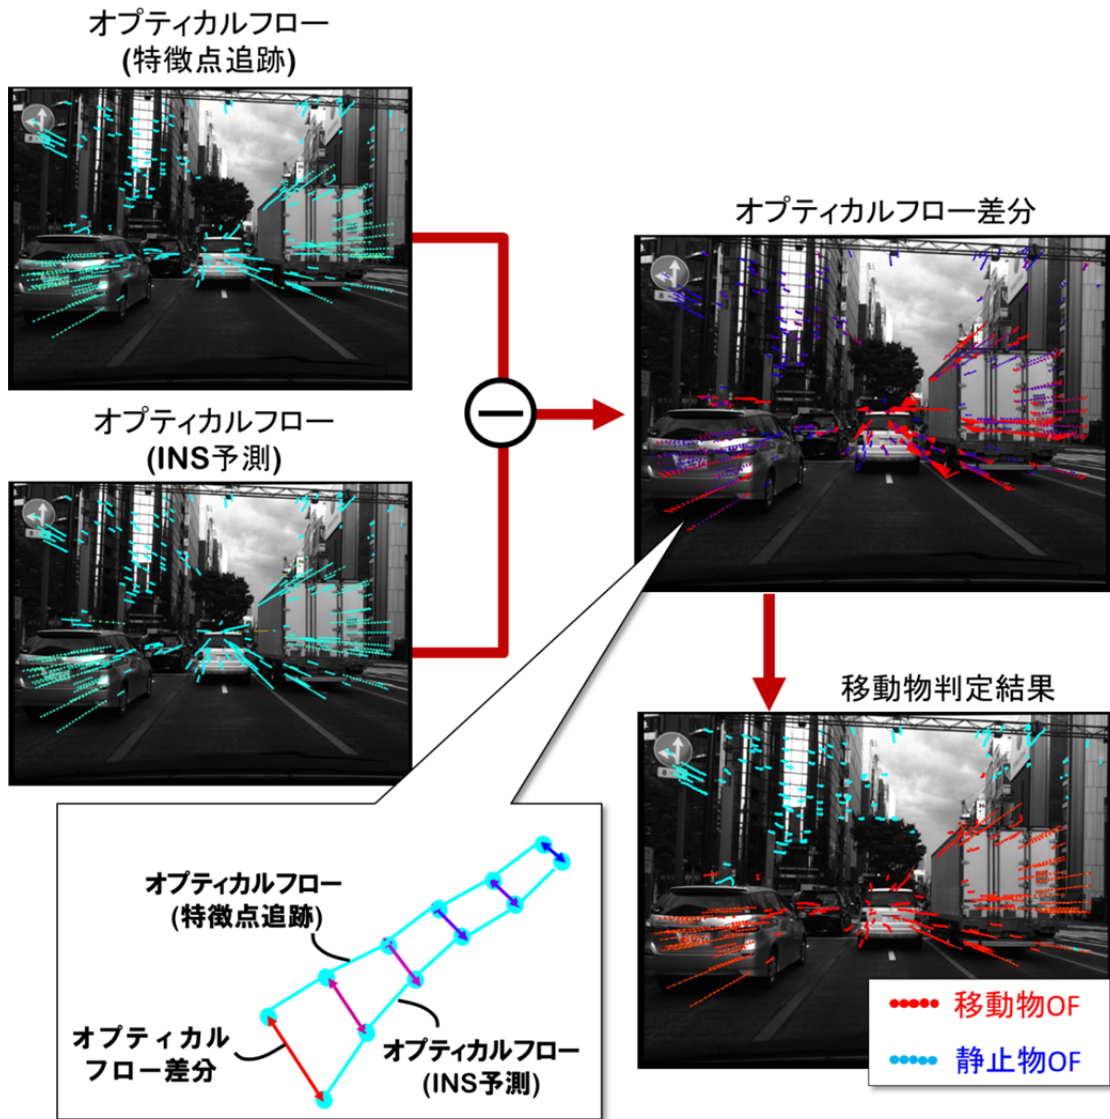 オプティカルフロー
(特徴点追跡)
オプティカルフロー差分
オプティカルフロー
(INS予測)
移動物判定結果
オプティカルフロー
(特徴点追跡)
オプティカル
フロー差分
オプティカルフロー
(INS予測)
移動物OF
静止物OF